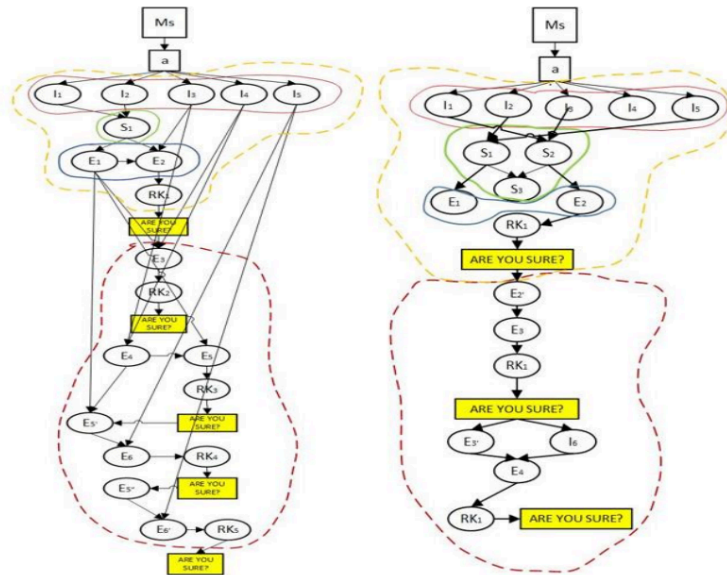 Ms
a
I₁ I₂ I₃ I₄ I₅
S₁
E₁ E₂
RK₁
ARE YOU
SURE?
E₃
RK₂
ARE YOU
SURE?
E₄ E₅
RK₃
E₅' ARE YOU
SURE?
E₆ RK₄
E₅'' ARE YOU
SURE?
E₆' RK₅
ARE YOU
SURE?
Ms
a
I₁ I₂ I₃ I₄ I₅
S₁ S₂
S₃
E₁ E₂
RK₁
ARE YOU SURE?
E₂'
E₃
RK₁
ARE YOU SURE?
E₃' I₆
E₄
RK₁ ARE YOU SURE?